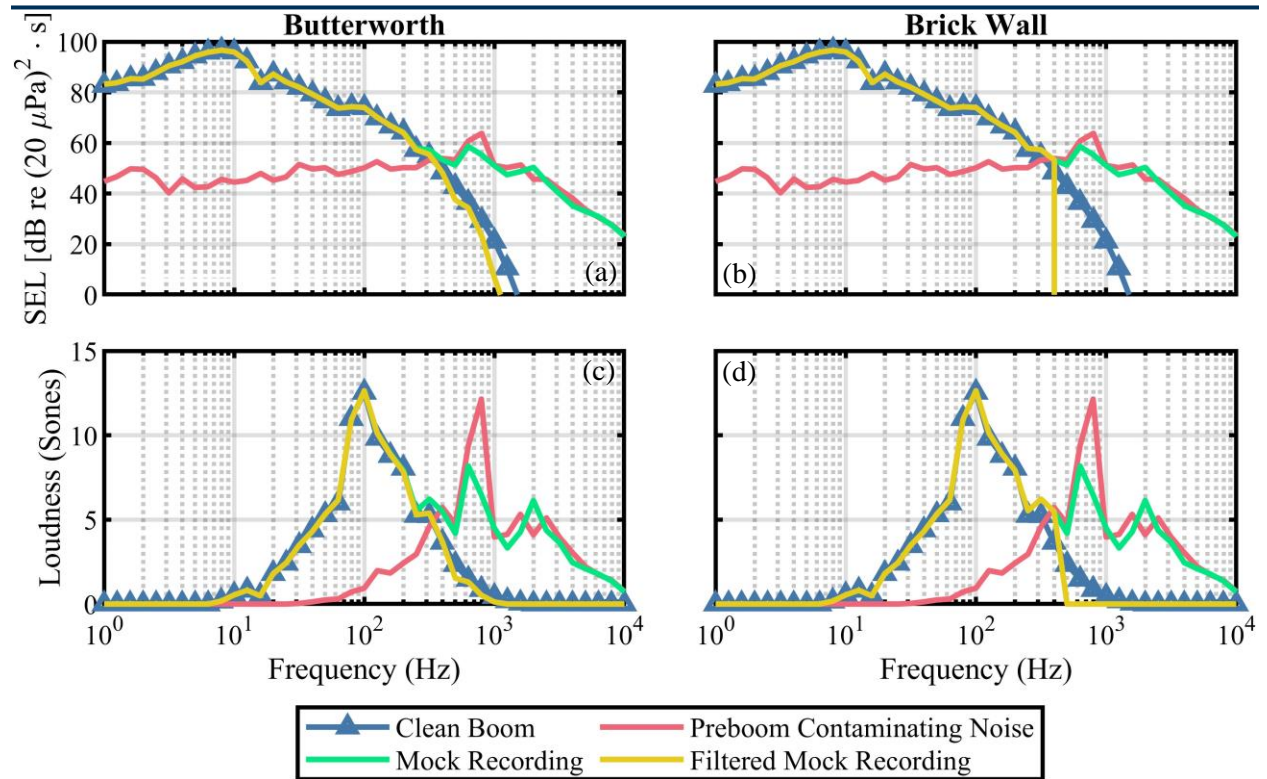 Butterworth
Brick Wall
SEL [dB re (20 μPa)² · s]
100
80
60
40
20
0
(a)
(b)
Loudness (Sones)
15
10
5
0
(c)
(d)
10⁰ 10¹ 10² 10³ 10⁴
10⁰ 10¹ 10² 10³ 10⁴
Frequency (Hz)
Frequency (Hz)
Clean Boom
Preboom Contaminating Noise
Mock Recording
Filtered Mock Recording